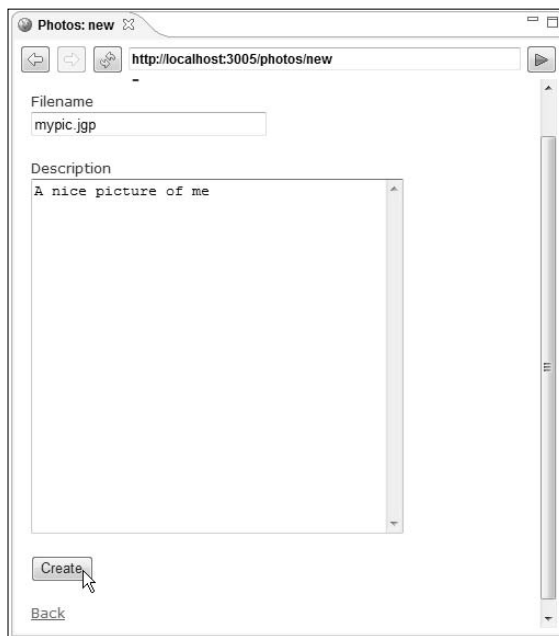 Photos: new
http://localhost:3005/photos/new
Filename
mypic.jgp
Description
A nice picture of me
Create
Back